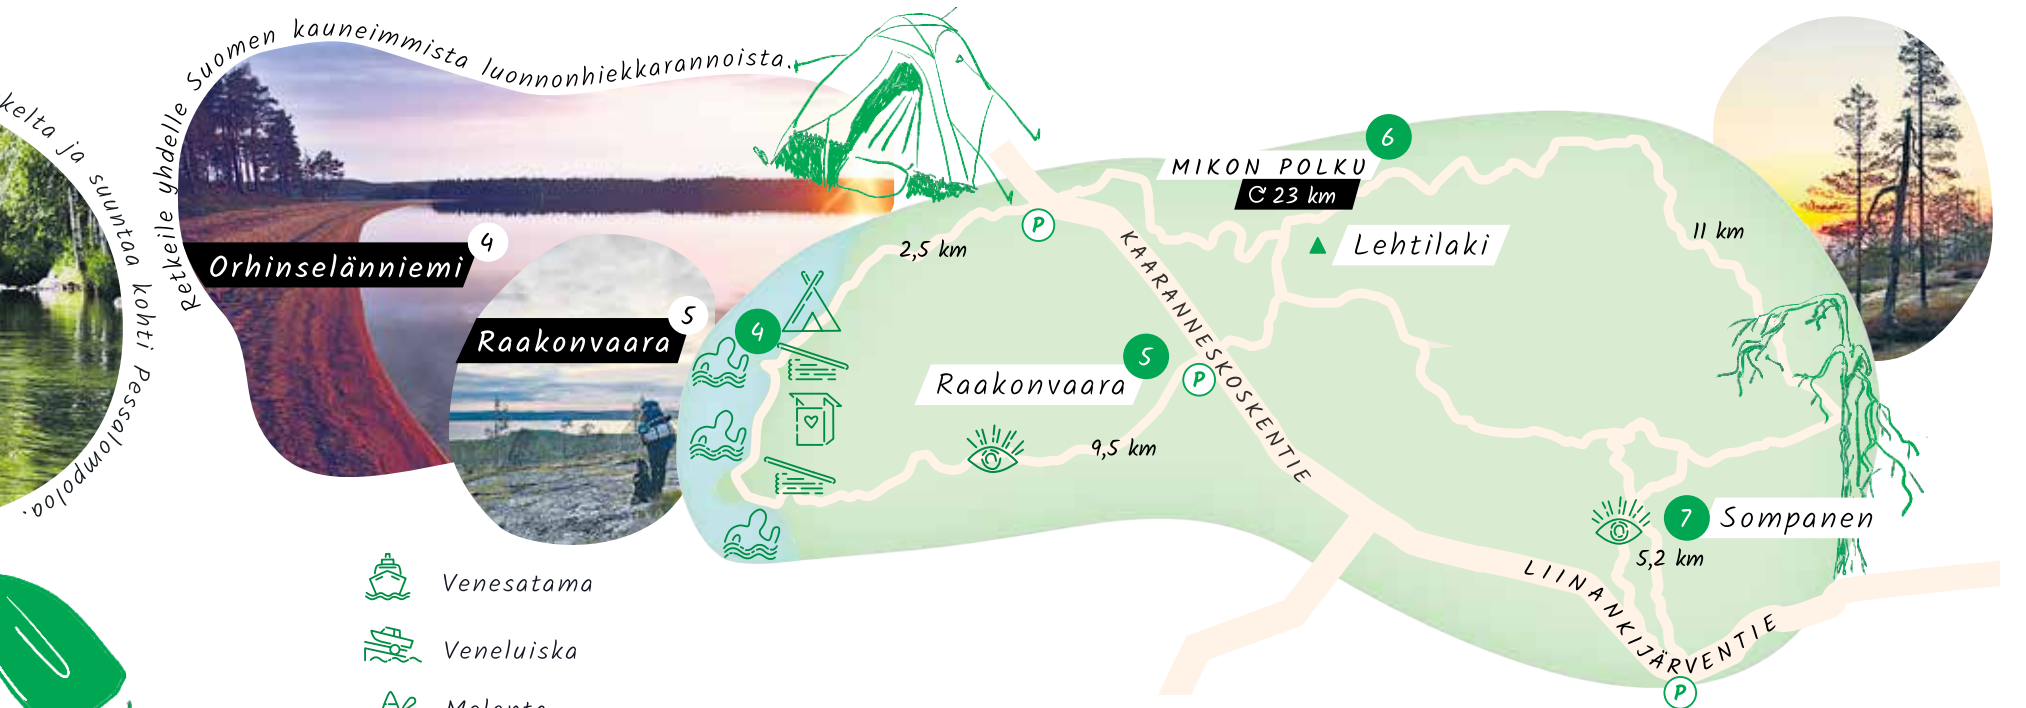 kelta ja suuntaa kohti Pessalompoloa.
Retkeile yhdelle Suomen kauneimmista luonnonhiekkarannoista.
Orhinselänniemi 4
Raakonvaara 5
MIKON POLKU 6
23 km
Lehtilaki
11 km
P
2,5 km
KAARANNESKOSKENTIE
4
Raakonvaara 5
P
9,5 km
7 Sompanen
5,2 km
LIINANKIJÄRVENTIE
P
Venesatama
Veneluiska